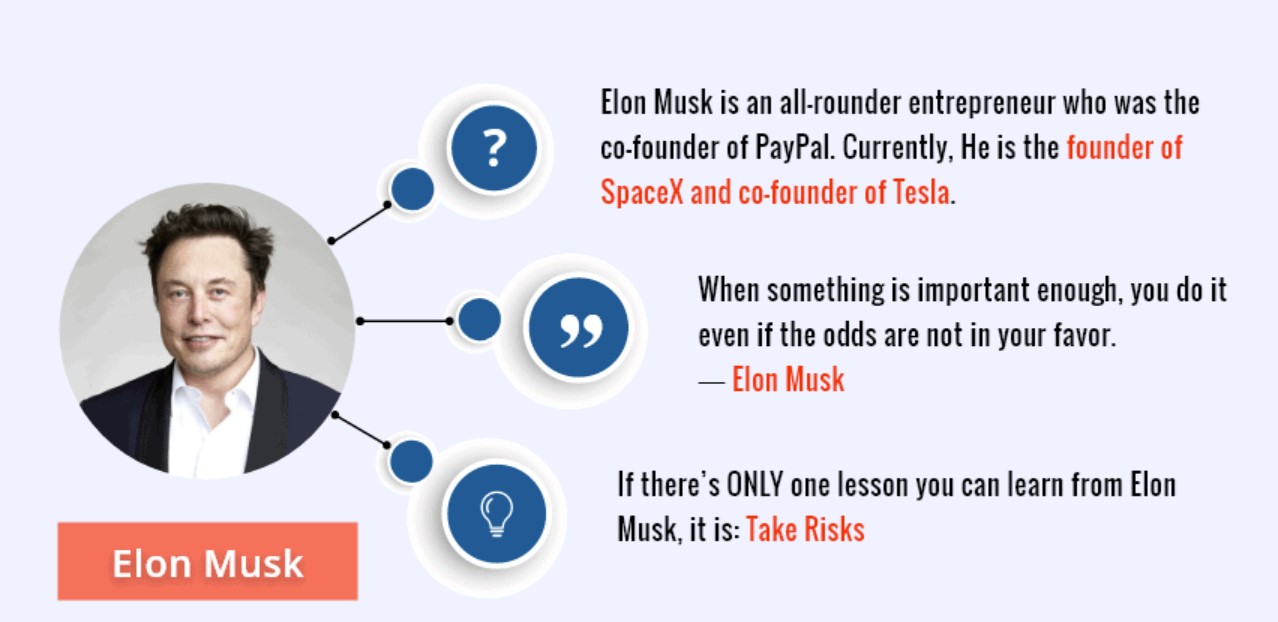 Elon Musk is an all-rounder entrepreneur who was the
co-founder of PayPal. Currently, He is the founder of
SpaceX and co-founder of Tesla.
When something is important enough, you do it
even if the odds are not in your favor.
— Elon Musk
If there's ONLY one lesson you can learn from Elon
Musk, it is: Take Risks
Elon Musk